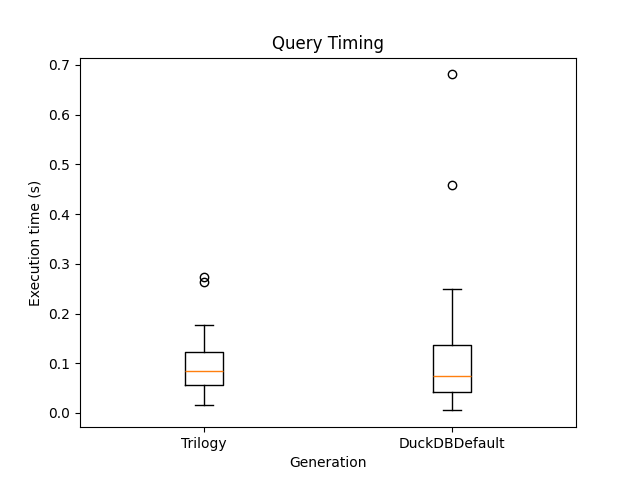 Query Timing
Execution time (s)
0.7
0.6
0.5
0.4
0.3
0.2
0.1
0.0
Trilogy
DuckDBDefault
Generation